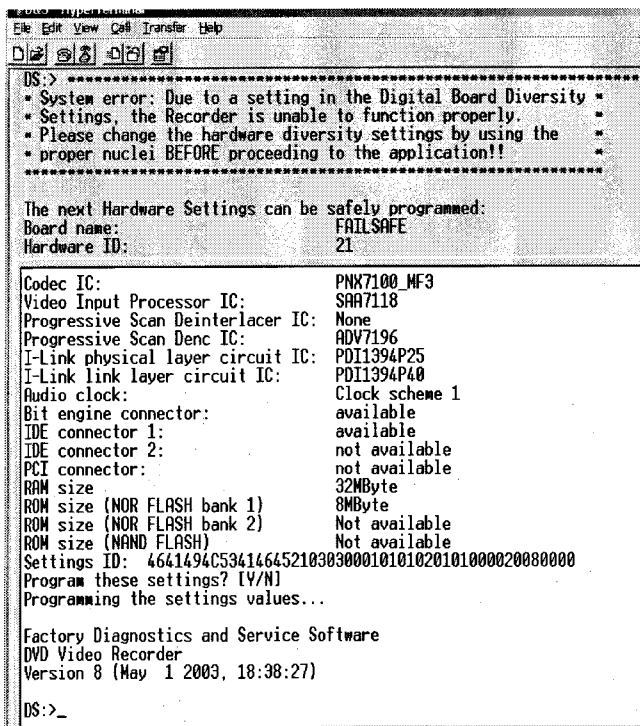 File Edit View Call Transfer Help
DS:> ****************************************************************
* System error: Due to a setting in the Digital Board Diversity *
* Settings, the Recorder is unable to function properly. *
* Please change the hardware diversity settings by using the *
* proper nuclei BEFORE proceeding to the application!! *
****************************************************************
The next Hardware Settings can be safely programmed:
Board name: FAILSAFE
Hardware ID: 21
Codec IC: PNX7100_MF3
Video Input Processor IC: SAA7118
Progressive Scan Deinterlacer IC: None
Progressive Scan Denc IC: ADV7196
I-Link physical layer circuit IC: PDI1394P25
I-Link link layer circuit IC: PDI1394P40
Audio clock: Clock scheme 1
Bit engine connector: available
IDE connector 1: available
IDE connector 2: not available
PCI connector: not available
RAM size 32MByte
ROM size (NOR FLASH bank 1) 8MByte
ROM size (NOR FLASH bank 2) Not available
ROM size (NAND FLASH) Not available
Settings ID: 4641494C53414645210303000101010201010000200080000
Program these settings? [Y/N]
Programming the settings values...
Factory Diagnostics and Service Software
DVD Video Recorder
Version 8 (May 1 2003, 18:38:27)
DS:>_